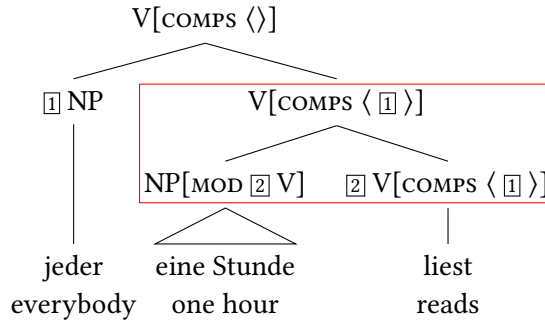 V[COMPS ⟨⟩]
1 NP V[COMPS ⟨ 1 ⟩]
NP[MOD 2 V] 2 V[COMPS ⟨ 1 ⟩]
jeder eine Stunde liest
everybody one hour reads